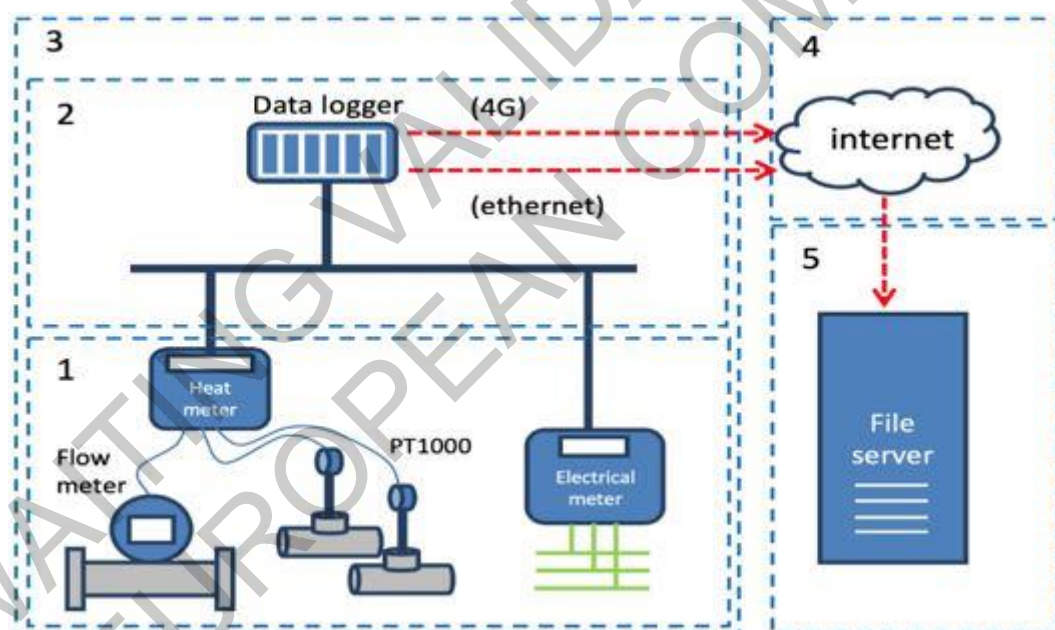 3
4
2
Data logger
(4G)
internet
(ethernet)
5
1
Heat
meter
Flow
meter
PT1000
Electrical
meter
File
server